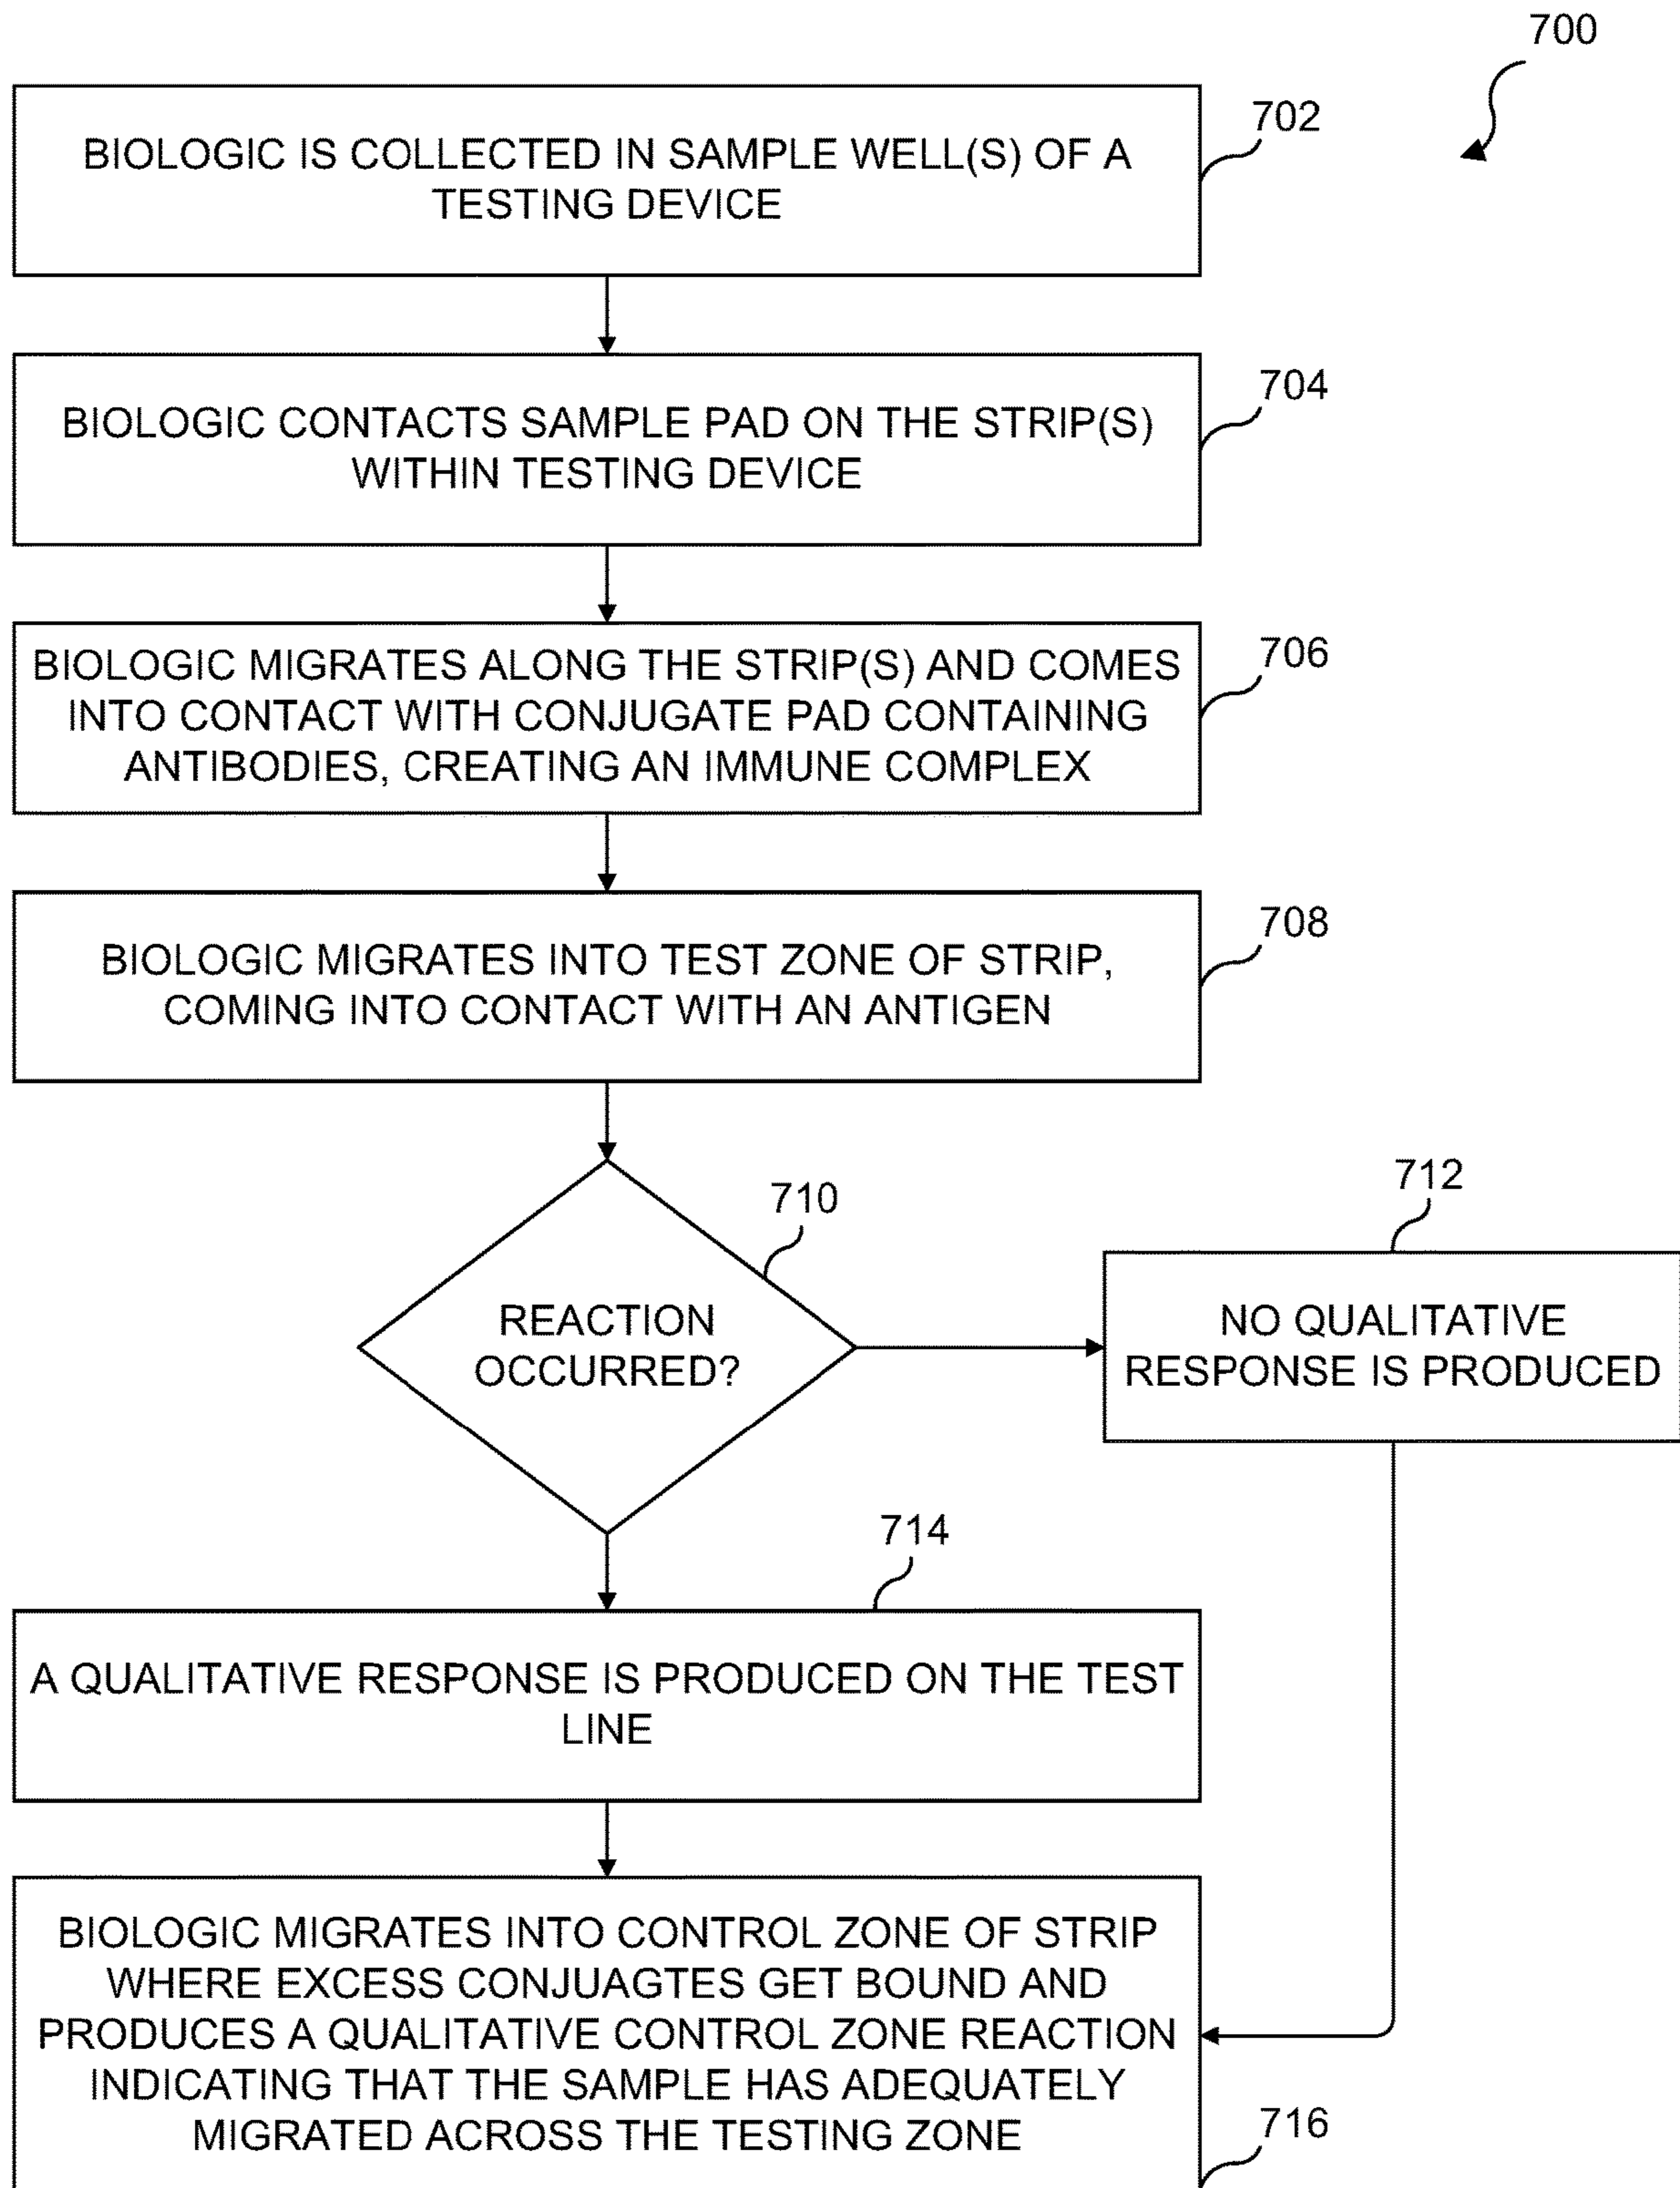 700
BIOLOGIC IS COLLECTED IN SAMPLE WELL(S) OF A
TESTING DEVICE
702
BIOLOGIC CONTACTS SAMPLE PAD ON THE STRIP(S)
WITHIN TESTING DEVICE
704
BIOLOGIC MIGRATES ALONG THE STRIP(S) AND COMES
INTO CONTACT WITH CONJUGATE PAD CONTAINING
ANTIBODIES, CREATING AN IMMUNE COMPLEX
706
BIOLOGIC MIGRATES INTO TEST ZONE OF STRIP,
COMING INTO CONTACT WITH AN ANTIGEN
708
REACTION
OCCURRED?
710
712
NO QUALITATIVE
RESPONSE IS PRODUCED
714
A QUALITATIVE RESPONSE IS PRODUCED ON THE TEST
LINE
BIOLOGIC MIGRATES INTO CONTROL ZONE OF STRIP
WHERE EXCESS CONJUAGTES GET BOUND AND
PRODUCES A QUALITATIVE CONTROL ZONE REACTION
INDICATING THAT THE SAMPLE HAS ADEQUATELY
MIGRATED ACROSS THE TESTING ZONE
716